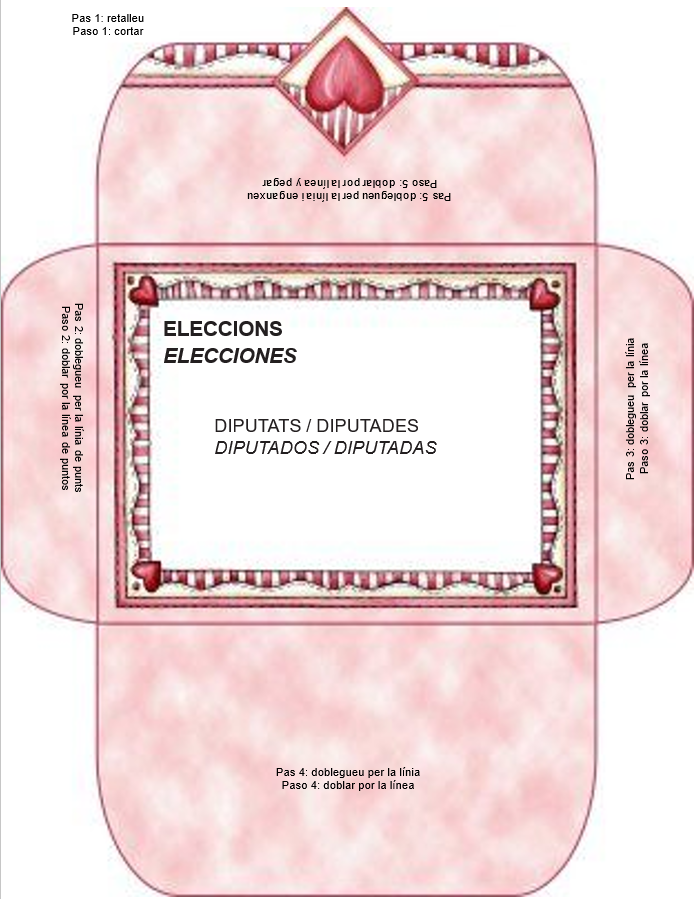 Pas 1: retalleu
Paso 1: cortar
Pas 5: doblegueu per la línia i enganxeu
Paso 5: doblar por la línea y pegar
Pas 2: doblegueu per la línia de punts
Paso 2: doblar por la línea de puntos
ELECCIONS
ELECCIONES
DIPUTATS / DIPUTADES
DIPUTADOS / DIPUTADAS
Pas 3: doblegueu per la línia
Paso 3: doblar por la línea
Pas 4: doblegueu per la línia
Paso 4: doblar por la línea